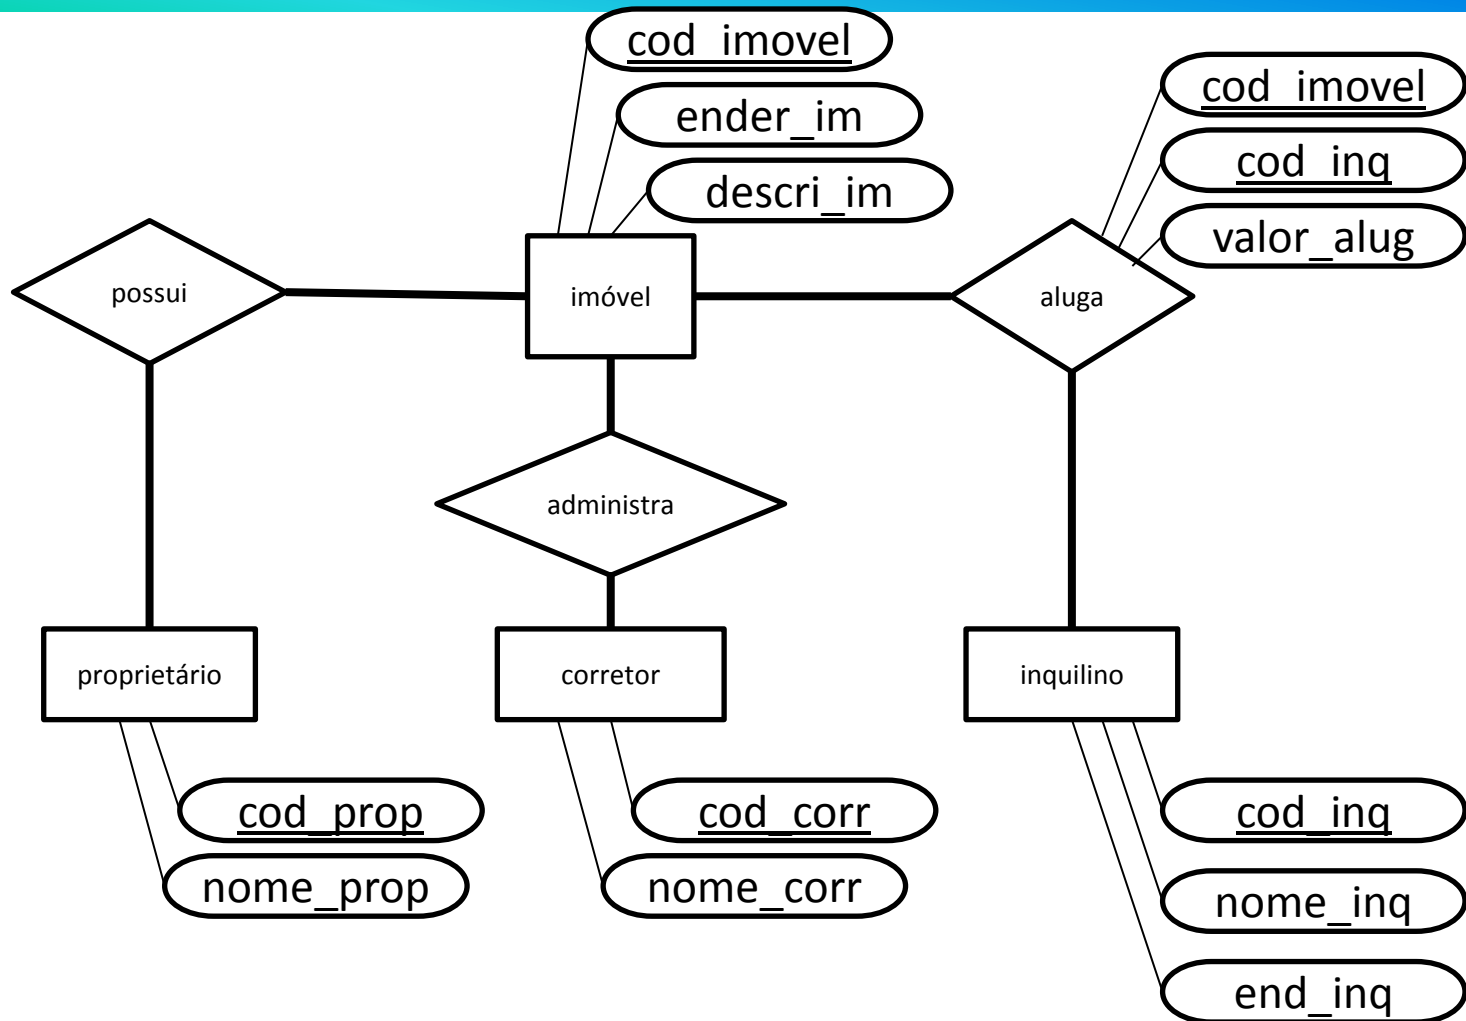 cod_imovel
ender_im
descri_im
cod_imovel
cod_inq
valor_alug
possui
imóvel
aluga
administra
proprietário
corretor
inquilino
cod_prop
nome_prop
cod_corr
nome_corr
cod_inq
nome_inq
end_inq